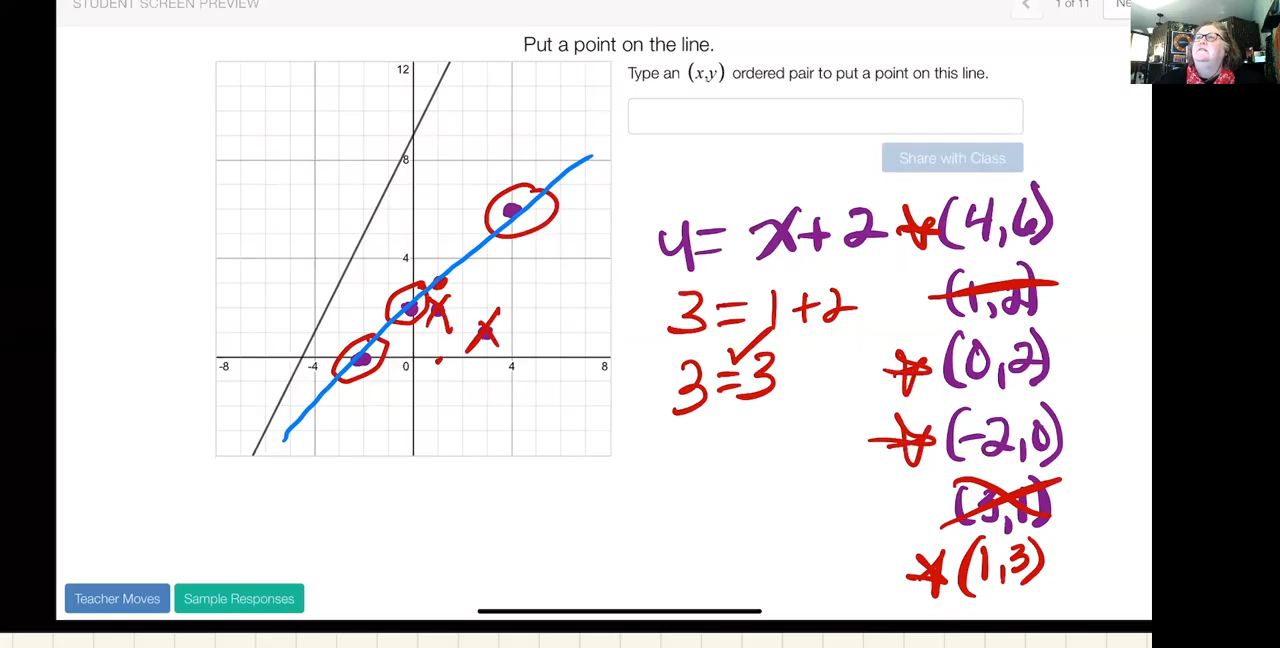 STUDENT SCREEN PREVIEW
1 of 11
Put a point on the line.
Type an (x,y) ordered pair to put a point on this line.
Share with Class
12
8
4
-8 -4 0 4 8
y = x + 2
3 = 1 + 2
3 = 3
(4,6)
(1,2)
(0,2)
(-2,0)
(3,1)
(1,3)
Teacher Moves
Sample Responses